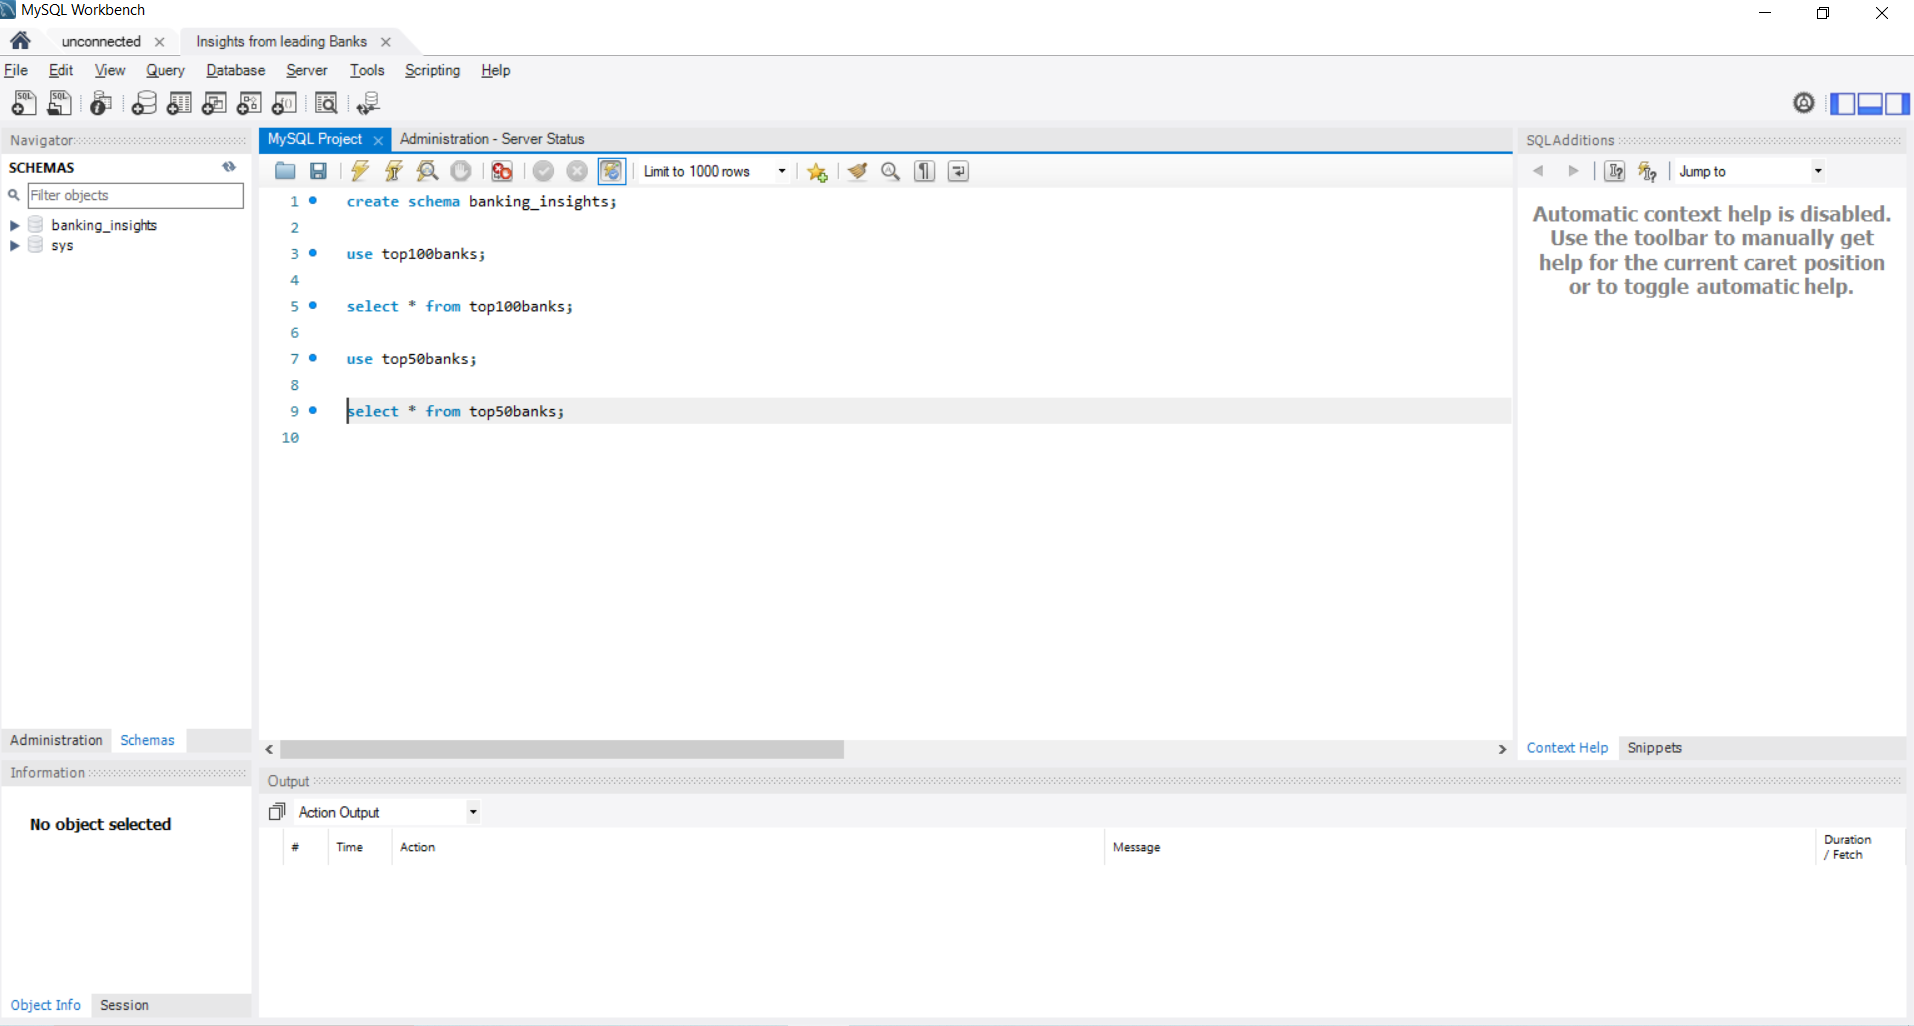 MySQL Workbench
unconnected
Insights from leading Banks
File Edit View Query Database Server Tools Scripting Help
Navigator
SCHEMAS
Filter objects
banking_insights
sys
Administration Schemas
Information
No object selected
Object Info Session
MySQL Project
Administration - Server Status
Limit to 1000 rows
1 create schema banking_insights;
2
3 use top100banks;
4
5 select * from top100banks;
6
7 use top50banks;
8
9 select * from top50banks;
10
Output
Action Output
# Time Action Message Duration / Fetch
SQLAdditions
Jump to
Automatic context help is disabled.
Use the toolbar to manually get
help for the current caret position
or to toggle automatic help.
Context Help Snippets